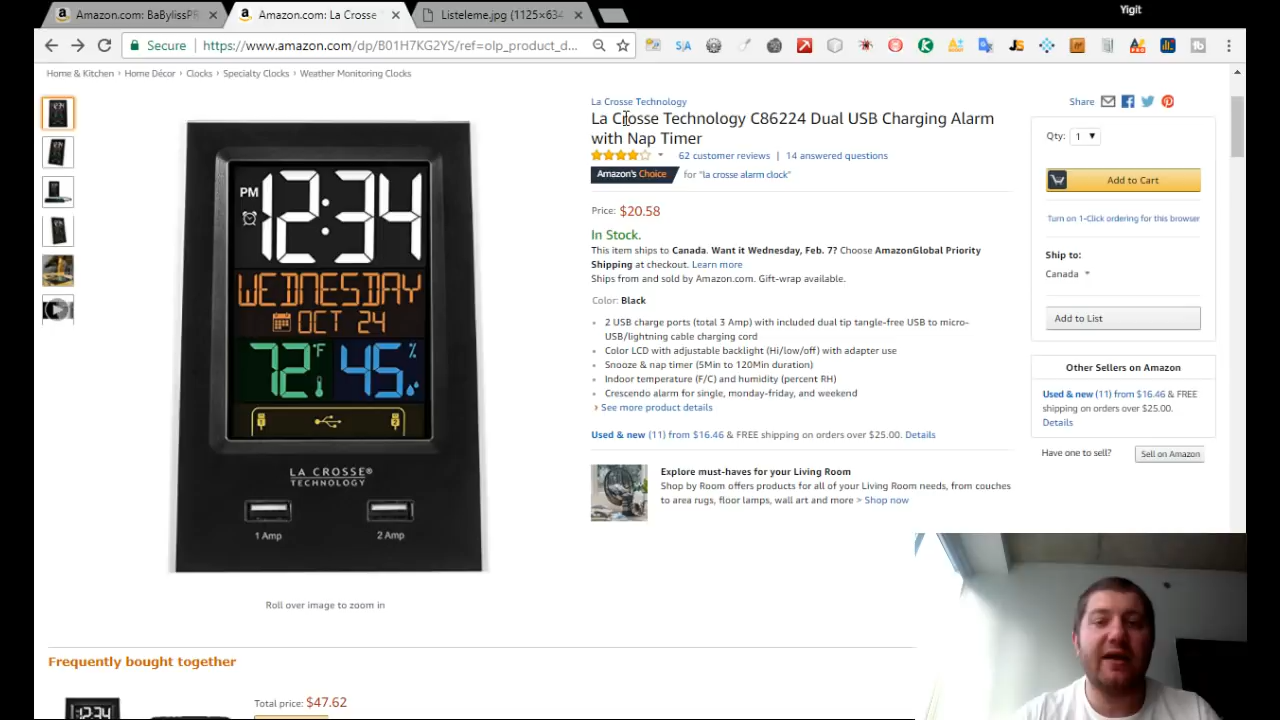 Yigit
Amazon.com: BaBylissPR
Amazon.com: La Crosse
Listeleme.jpg (1125×634
Secure
https://www.amazon.com/dp/B01H7KG2YS/ref=olp_product_d...
Home & Kitchen › Home Décor › Clocks › Specialty Clocks › Weather Monitoring Clocks
La Crosse Technology
La Crosse Technology C86224 Dual USB Charging Alarm
with Nap Timer
62 customer reviews | 14 answered questions
Amazon's Choice for "la crosse alarm clock"
Price: $20.58
In Stock.
This item ships to Canada. Want it Wednesday, Feb. 7? Choose AmazonGlobal Priority
Shipping at checkout. Learn more
Ships from and sold by Amazon.com. Gift-wrap available.
Color: Black
• 2 USB charge ports (total 3 Amp) with included dual tip tangle-free USB to micro-
USB/lightning cable charging cord
• Color LCD with adjustable backlight (Hi/low/off) with adapter use
• Snooze & nap timer (5Min to 120Min duration)
• Indoor temperature (F/C) and humidity (percent RH)
• Crescendo alarm for single, monday-friday, and weekend
› See more product details
Used & new (11) from $16.46 & FREE shipping on orders over $25.00. Details
Explore must-haves for your Living Room
Shop by Room offers products for all of your Living Room needs, from couches
to area rugs, floor lamps, wall art and more > Shop now
Share
Qty: 1
Add to Cart
Turn on 1-Click ordering for this browser
Ship to:
Canada
Add to List
Other Sellers on Amazon
Used & new (11) from $16.46 & FREE
shipping on orders over $25.00.
Details
Have one to sell? Sell on Amazon
PM
12:34
WEDNESDAY
OCT 24
72°F 45%
LA CROSSE®
TECHNOLOGY
1 Amp 2 Amp
Roll over image to zoom in
Frequently bought together
Total price: $47.62
12:34